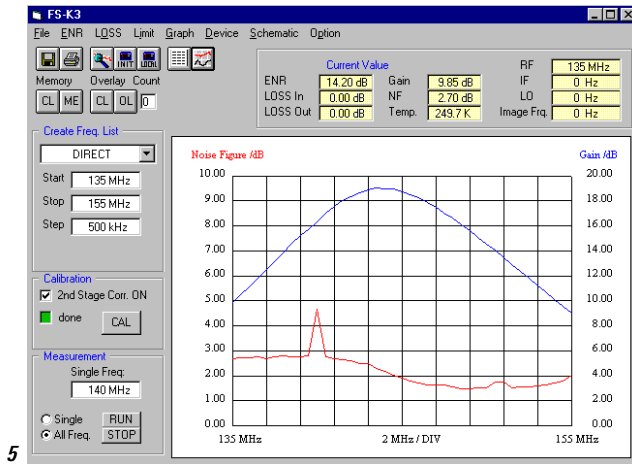 FS-K3
File ENR LOSS Limit Graph Device Schematic Option
INIT LOCAL
Memory Overlay Count
CL ME CL OL 0
Current Value
ENR 14.20 dB Gain 9.85 dB
LOSS In 0.00 dB NF 2.70 dB
LOSS Out 0.00 dB Temp. 249.7 K
RF 135 MHz
IF 0 Hz
LO 0 Hz
Image Frq. 0 Hz
Create Freq. List
DIRECT
Start 135 MHz
Stop 155 MHz
Step 500 kHz
Calibration
2nd Stage Corr. ON
done CAL
Measurement
Single Freq:
140 MHz
Single RUN
All Freq. STOP
Noise Figure /dB Gain /dB
10.00 20.00
9.00 18.00
8.00 16.00
7.00 14.00
6.00 12.00
5.00 10.00
4.00 8.00
3.00 6.00
2.00 4.00
1.00 2.00
0.00 0.00
135 MHz 2 MHz / DIV 155 MHz
5